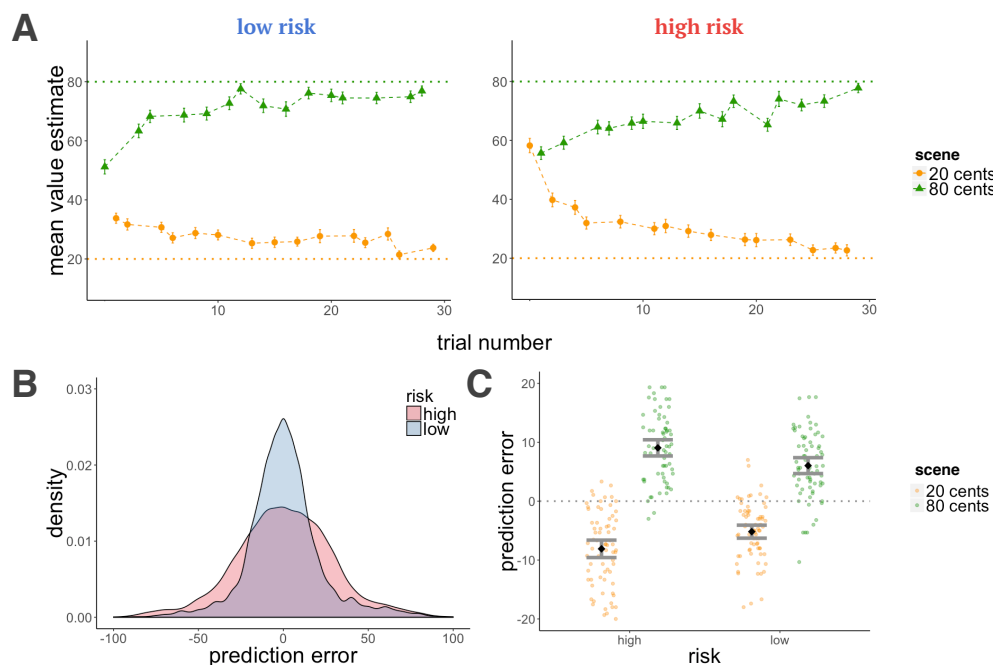 A
low risk
high risk
mean value estimate
80
60
40
20
10
20
30
80
60
40
20
10
20
30
trial number
scene
20 cents
80 cents
B
density
0.03
0.02
0.01
0.00
-100
-50
0
50
100
prediction error
risk
high
low
C
prediction error
20
10
0
-10
-20
high
low
risk
scene
20 cents
80 cents